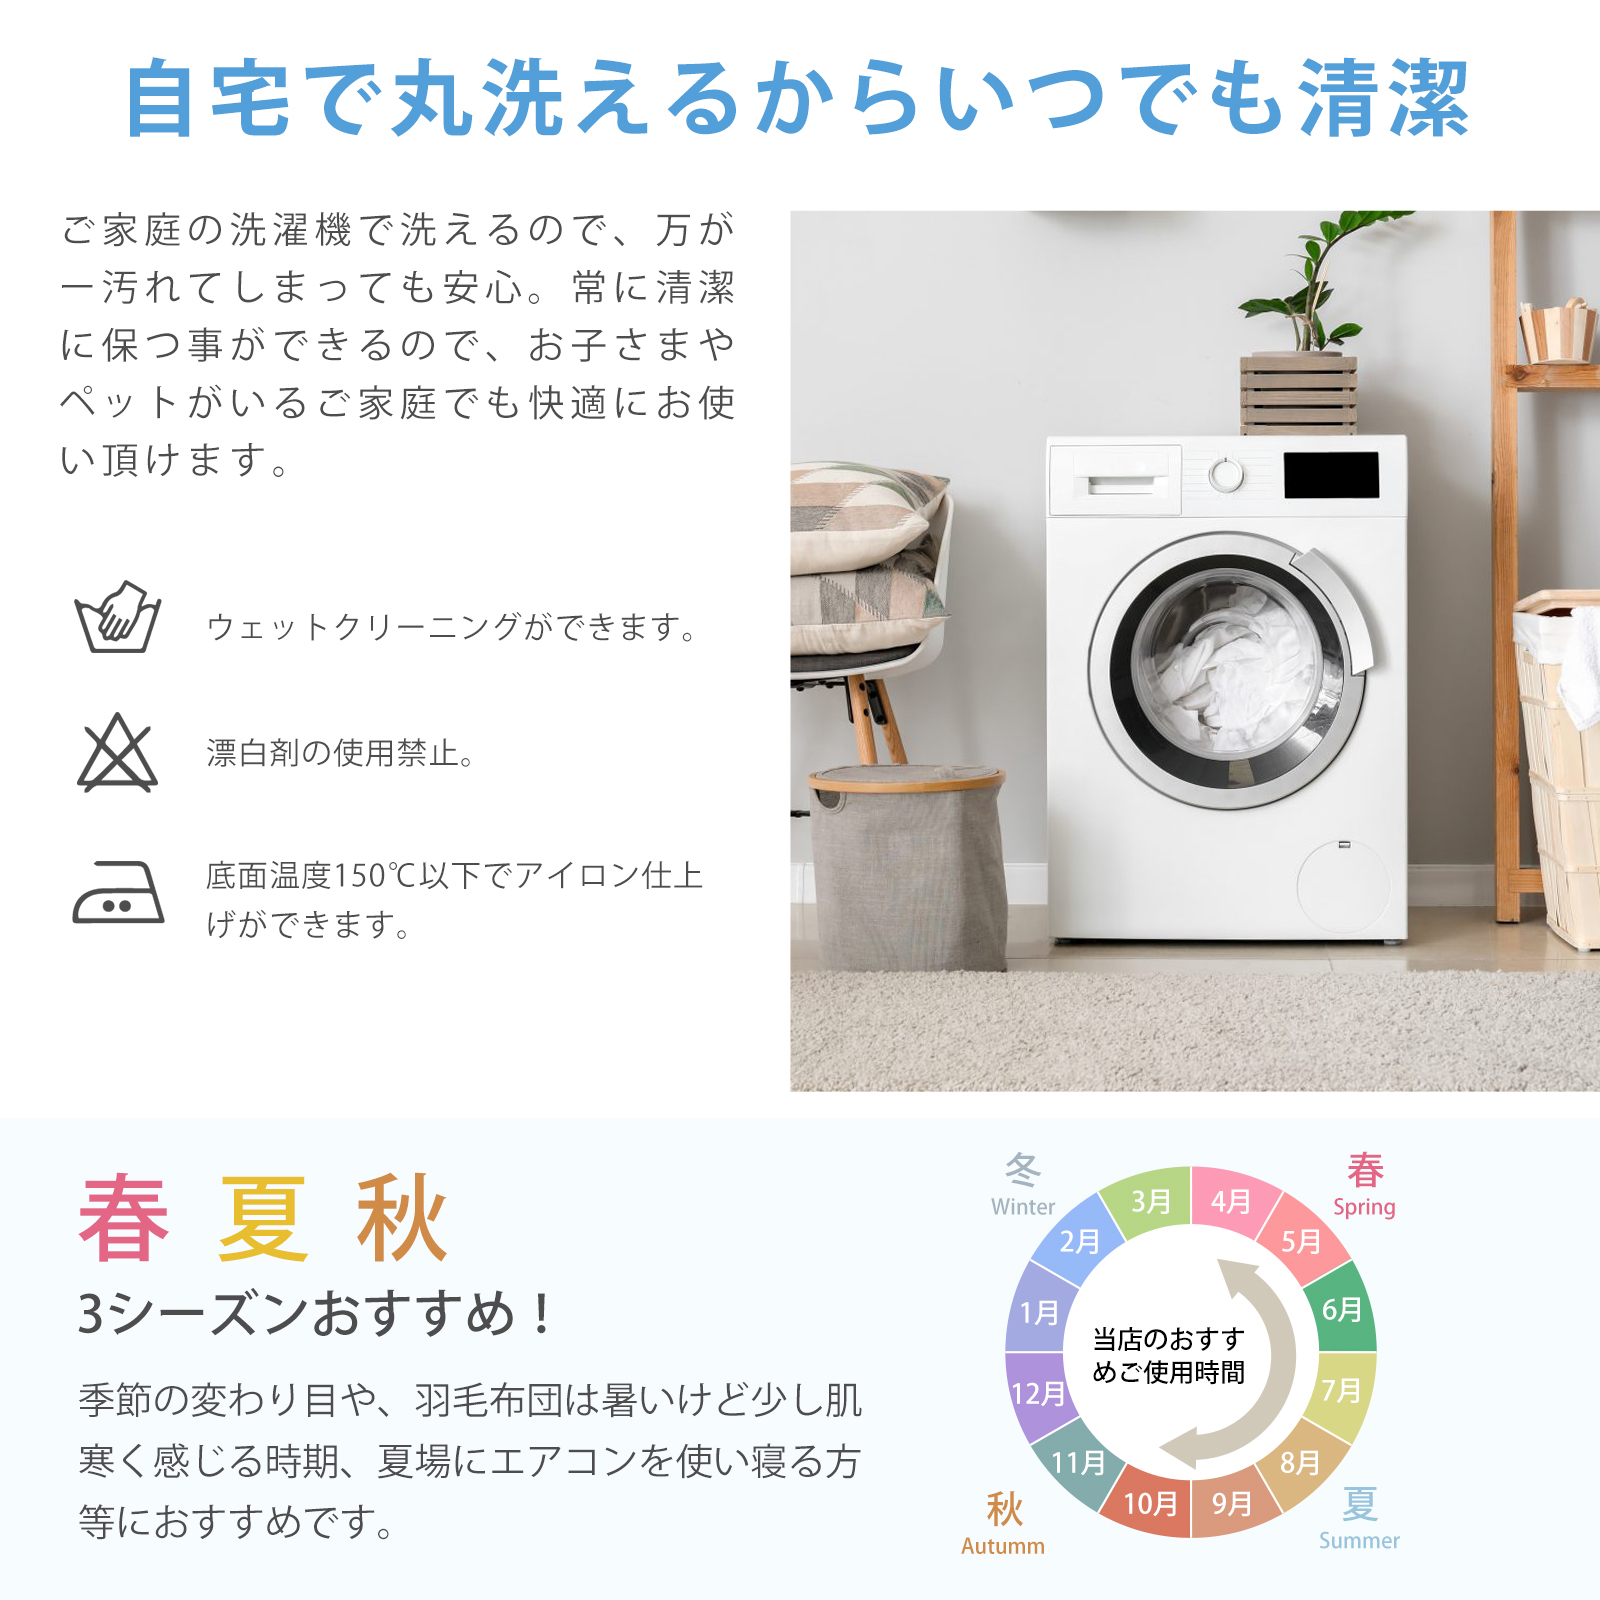 自宅で丸洗えるからいつでも清潔
ご家庭の洗濯機で洗えるので、万が
一汚れてしまっても安心。常に清潔
に保つ事ができるので、お子さまや
ペットがいるご家庭でも快適にお使
い頂けます。
ウェットクリーニングができます。
漂白剤の使用禁止。
底面温度150℃以下でアイロン仕上
げができます。
春 夏 秋
3シーズンおすすめ！
季節の変わり目や、羽毛布団は暑いけど少し肌
寒く感じる時期、夏場にエアコンを使い寝る方
等におすすめです。
冬
Winter
春
Spring
3月
4月
2月
5月
1月
6月
当店のおすす
めご使用時間
12月
7月
11月
8月
10月
9月
秋
Autumm
夏
Summer